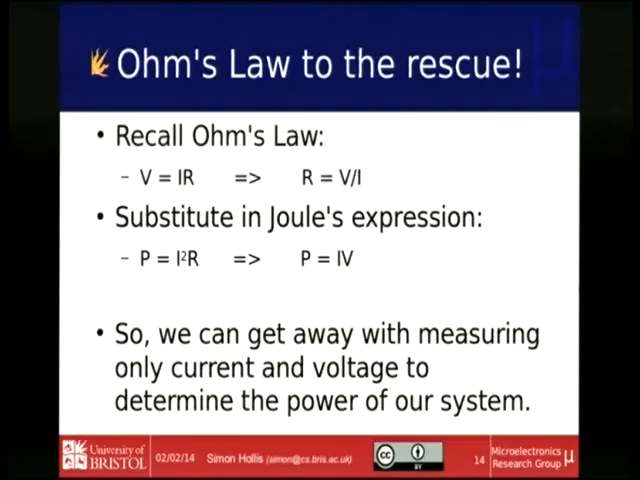 Ohm's Law to the rescue!
• Recall Ohm's Law:
– V = IR => R = V/I
• Substitute in Joule's expression:
– P = I²R => P = IV
• So, we can get away with measuring
only current and voltage to
determine the power of our system.
University of
BRISTOL
02/02/14
Simon Hollis (simon@cs.bris.ac.uk)
cc
BY
14
Microelectronics
Research Group
μ